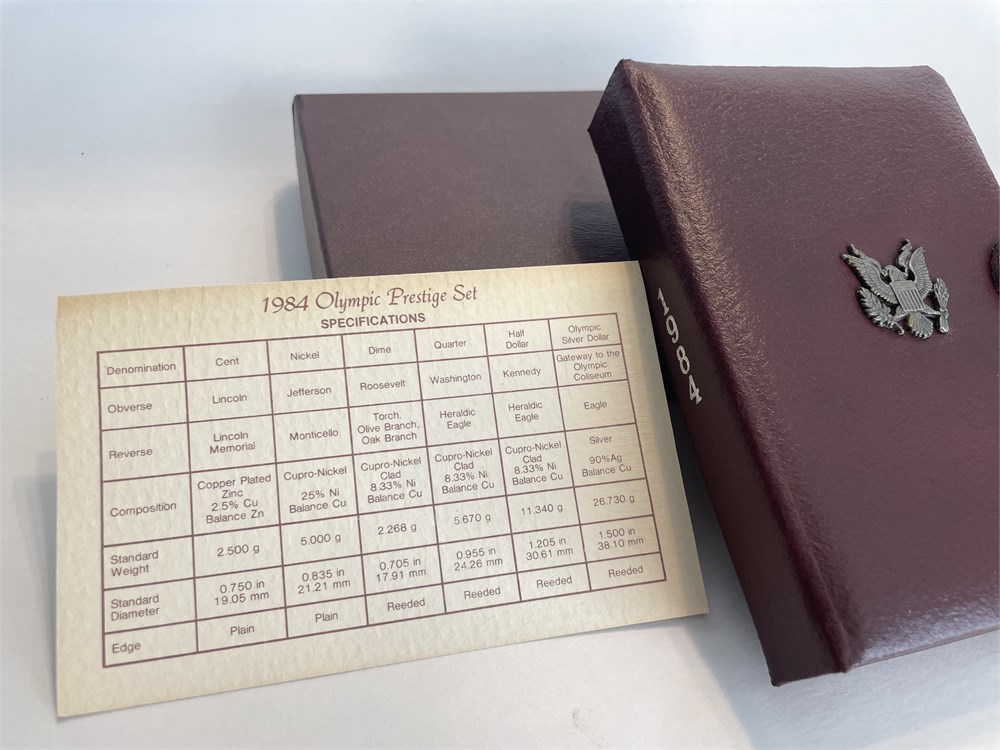 1984 Olympic Prestige Set
SPECIFICATIONS
Denomination Cent Nickel Dime Quarter Half Dollar Olympic Silver Dollar
Obverse Lincoln Jefferson Roosevelt Washington Kennedy Gateway to the Olympic Coliseum
Reverse Lincoln Memorial Monticello Torch, Olive Branch, Oak Branch Heraldic Eagle Heraldic Eagle Eagle
Composition Copper Plated Zinc 2.5% Cu Balance Zn Cupro-Nickel 25% Ni Balance Cu Cupro-Nickel Clad 8.33% Ni Balance Cu Cupro-Nickel Clad 8.33% Ni Balance Cu Cupro-Nickel Clad 8.33% Ni Balance Cu Silver 90%Ag Balance Cu
Standard Weight 2.500 g 5.000 g 2.268 g 5.670 g 11.340 g 26.730 g
Standard Diameter 0.750 in 19.05 mm 0.835 in 21.21 mm 0.705 in 17.91 mm 0.955 in 24.26 mm 1.205 in 30.61 mm 1.500 in 38.10 mm
Edge Plain Plain Reeded Reeded Reeded Reeded
1984